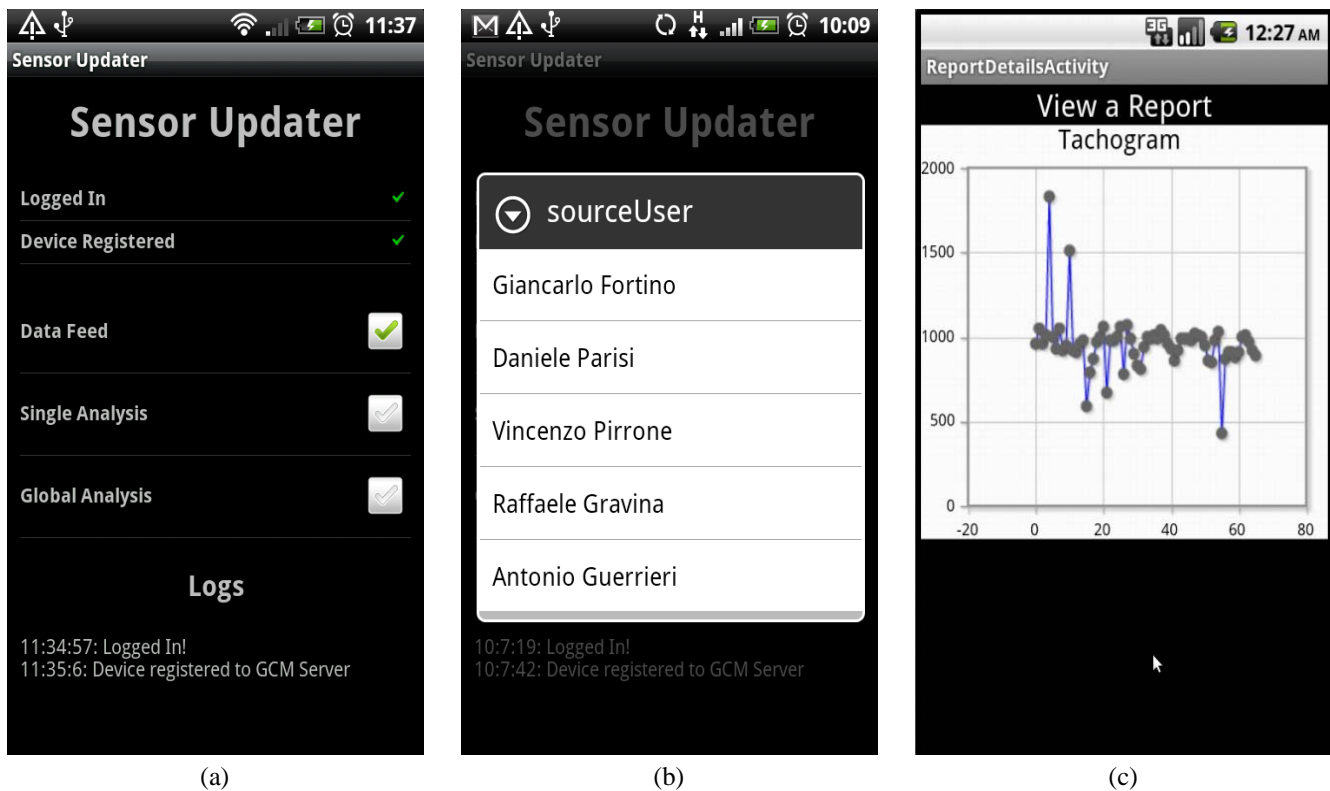 11:37
Sensor Updater
Sensor Updater
Logged In
Device Registered
Data Feed
Single Analysis
Global Analysis
Logs
11:34:57: Logged In!
11:35:6: Device registered to GCM Server
(a)
H
10:09
Sensor Updater
Sensor Updater
sourceUser
Giancarlo Fortino
Daniele Parisi
Vincenzo Pirrone
Raffaele Gravina
Antonio Guerrieri
10:7:19: Logged In!
10:7:42: Device registered to GCM Server
(b)
3G 12:27 AM
ReportDetailsActivity
View a Report
Tachogram
2000
1500
1000
500
0
-20 0 20 40 60 80
(c)